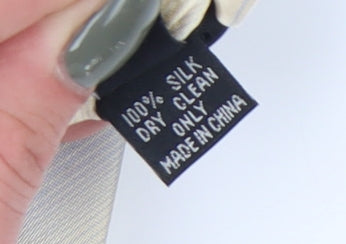 100% SILK
DRY CLEAN
ONLY
MADE IN CHINA